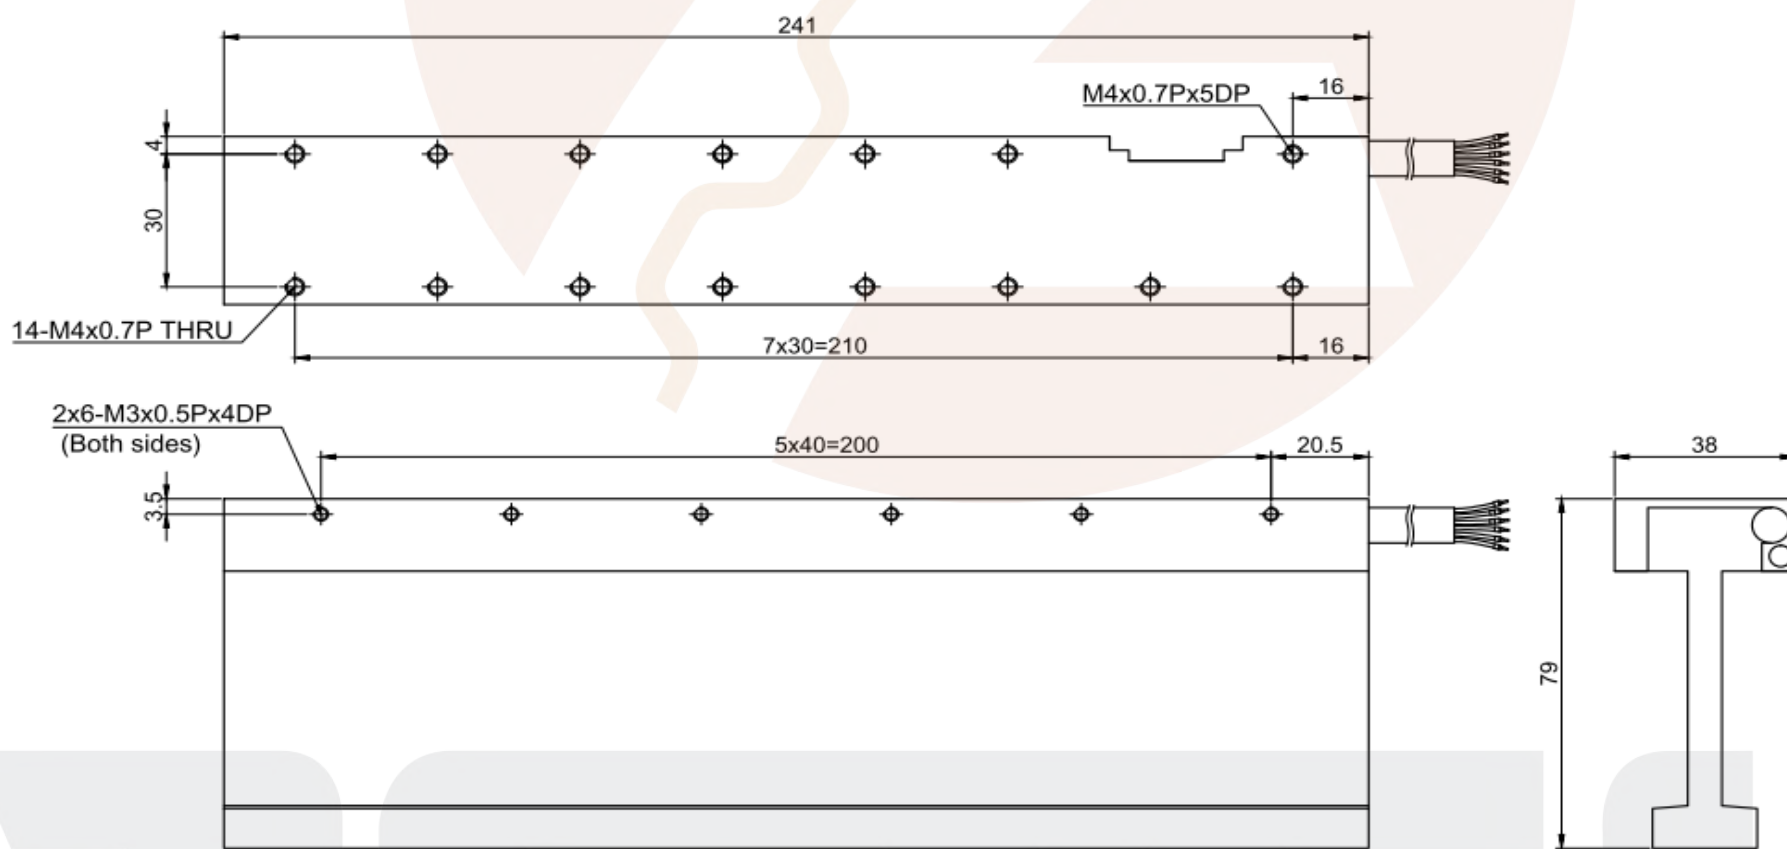 241
M4x0.7Px5DP
16
4
30
14-M4x0.7P THRU
7x30=210
16
2x6-M3x0.5Px4DP
(Both sides)
5x40=200
20.5
38
3.5
79